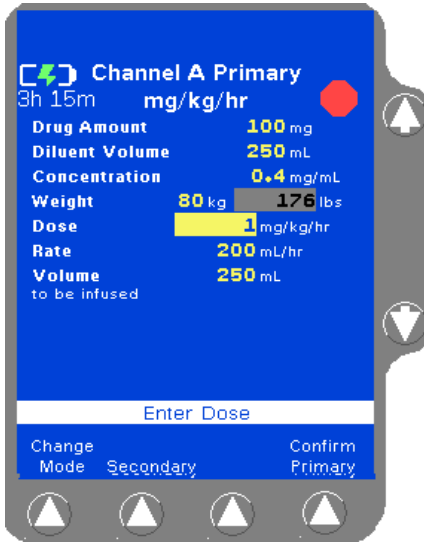 Channel A Primary
3h 15m mg/kg/hr
Drug Amount 100 mg
Diluent Volume 250 mL
Concentration 0.4 mg/mL
Weight 80 kg 176 lbs
Dose 1 mg/kg/hr
Rate 200 mL/hr
Volume 250 mL
to be infused
Enter Dose
Change Confirm
Mode Secondary Primary